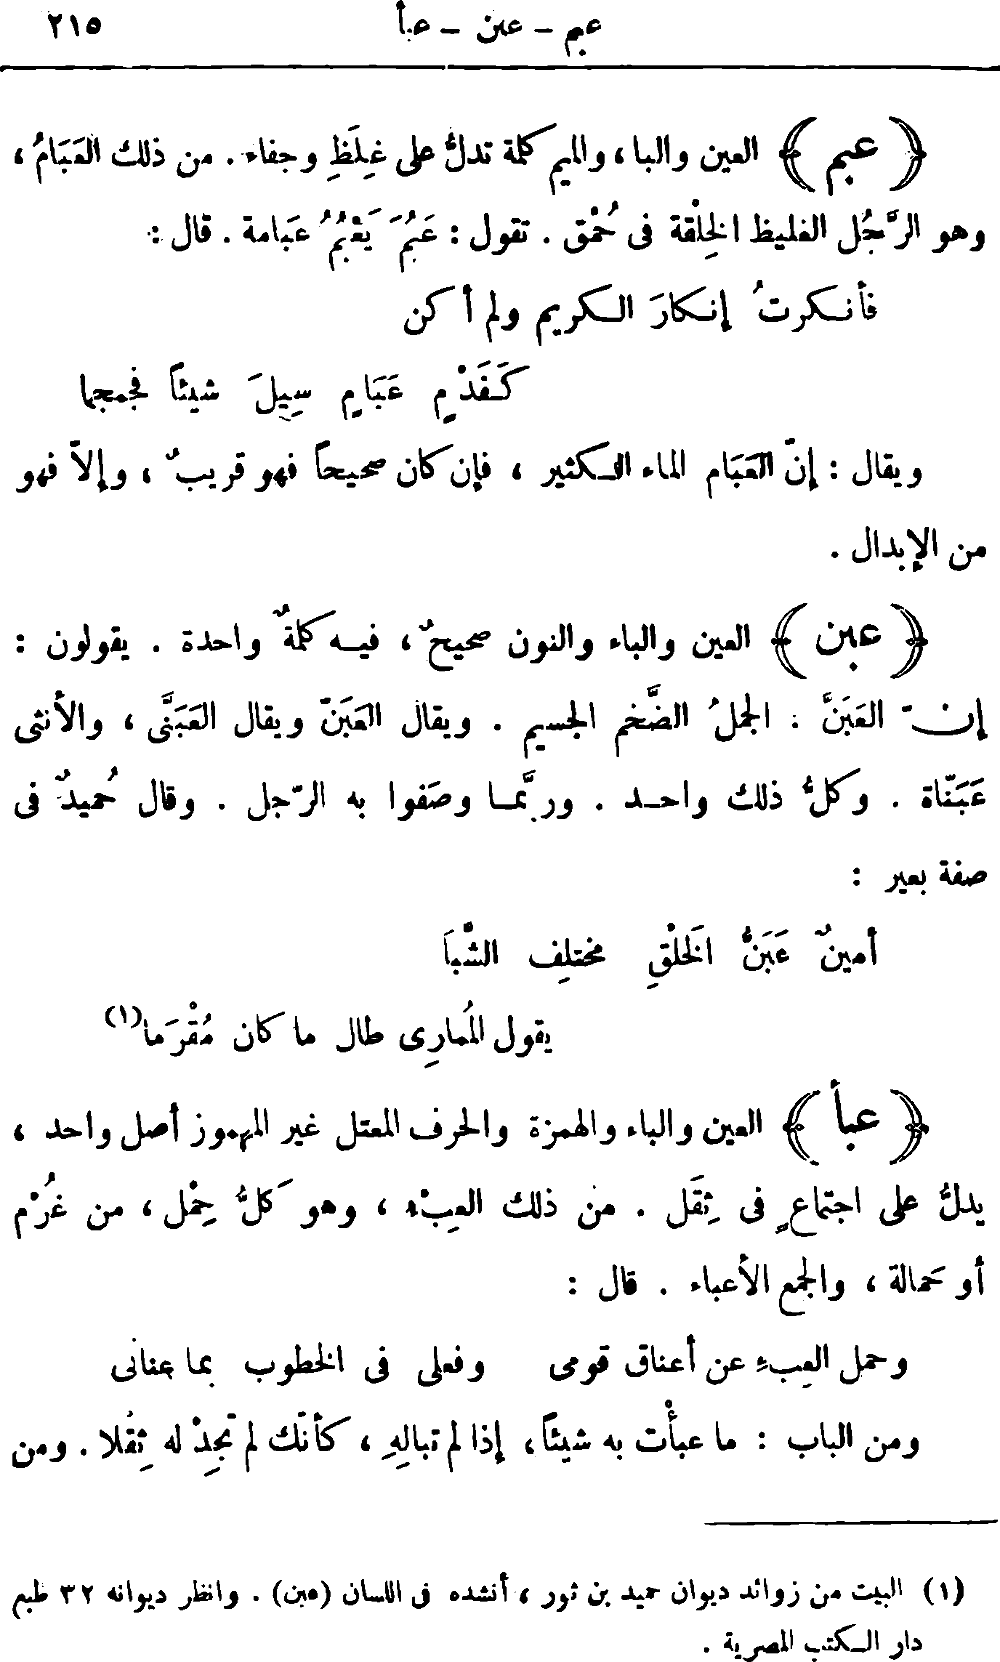 عبم – عبن – عبأ ٢١٥
﴿ عبم ﴾ العين والباء والميم كلمة تدلُّ على غِلَظِ وجفاء . من ذلك العَبَامُ ،
وهو الرَّجُل الغليظ الخِلْقة فى حُمْق . تقول : عَبُمَ يَعْبُمُ عَبامة . قال :
فأنكرتُ إنكارَ الكريم ولم أكن
كَفَدْمٍ عَبَامٍ سِيلَ شيئاً فجمجما
ويقال : إنّ العَبَام الماء الكثير ، فإن كان صحيحاً فهو قريبٌ ، وإلاّ فهو
من الإبدال .
﴿ عبن ﴾ العين والباء والنون صحيحٌ ، فيه كلمةٌ واحدة . يقولون :
إنّ العَبَنَّ : الجملُ الضَّخم الجسيم . ويقال العَبَنّ ويقال العَبَنَّى ، والأنثى
عَبَنّاة . وكلُّ ذلك واحد . وربَّما وصَفوا به الرّجل . وقال حُميدٌ فى
صفة بعير :
أمينٌ عَبَنُّ الخَلْقِ مختلِف الشَّبَا
يقول المُمارِى طال ما كان مُقْرَما(١)
﴿ عبأ ﴾ العين والباء والهمزة والحرف المعتل غير المهموز أصل واحد ،
يدلُّ على اجتماعٍ فى ثِقَل . من ذلك العِبْء ، وهو كلُّ حِمْل ، من غُرْم
أو حَمالة ، والجمع الأعباء . قال :
وحمل العِبءِ عن أعناق قومى وفعلى فى الخطوب بما عنانى
ومن الباب : ما عبأْت به شيئاً ، إذا لم تبالِهِ ، كأنّك لم تَجِدْ له ثِقْلا . ومن
(١) البيت من زوائد ديوان حميد بن ثور ، أنشده فى اللسان (عبن) . وانظر ديوانه ٣٢ طبع
دار الكتب المصرية .